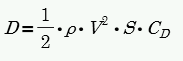 D = 1/2 • ρ • V² • S • C_D